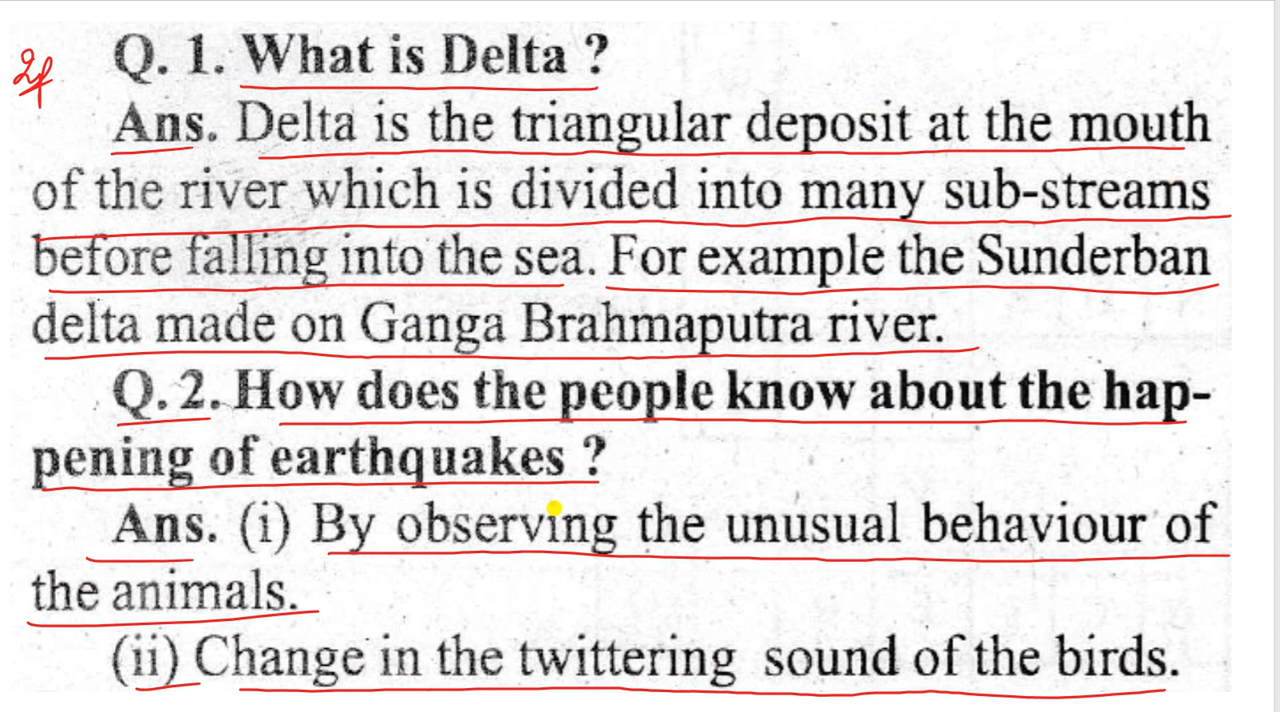 Q. 1. What is Delta ?
Ans. Delta is the triangular deposit at the mouth
of the river which is divided into many sub-streams
before falling into the sea. For example the Sunderban
delta made on Ganga Brahmaputra river.
Q. 2. How does the people know about the hap-
pening of earthquakes ?
Ans. (i) By observing the unusual behaviour of
the animals.
(ii) Change in the twittering sound of the birds.